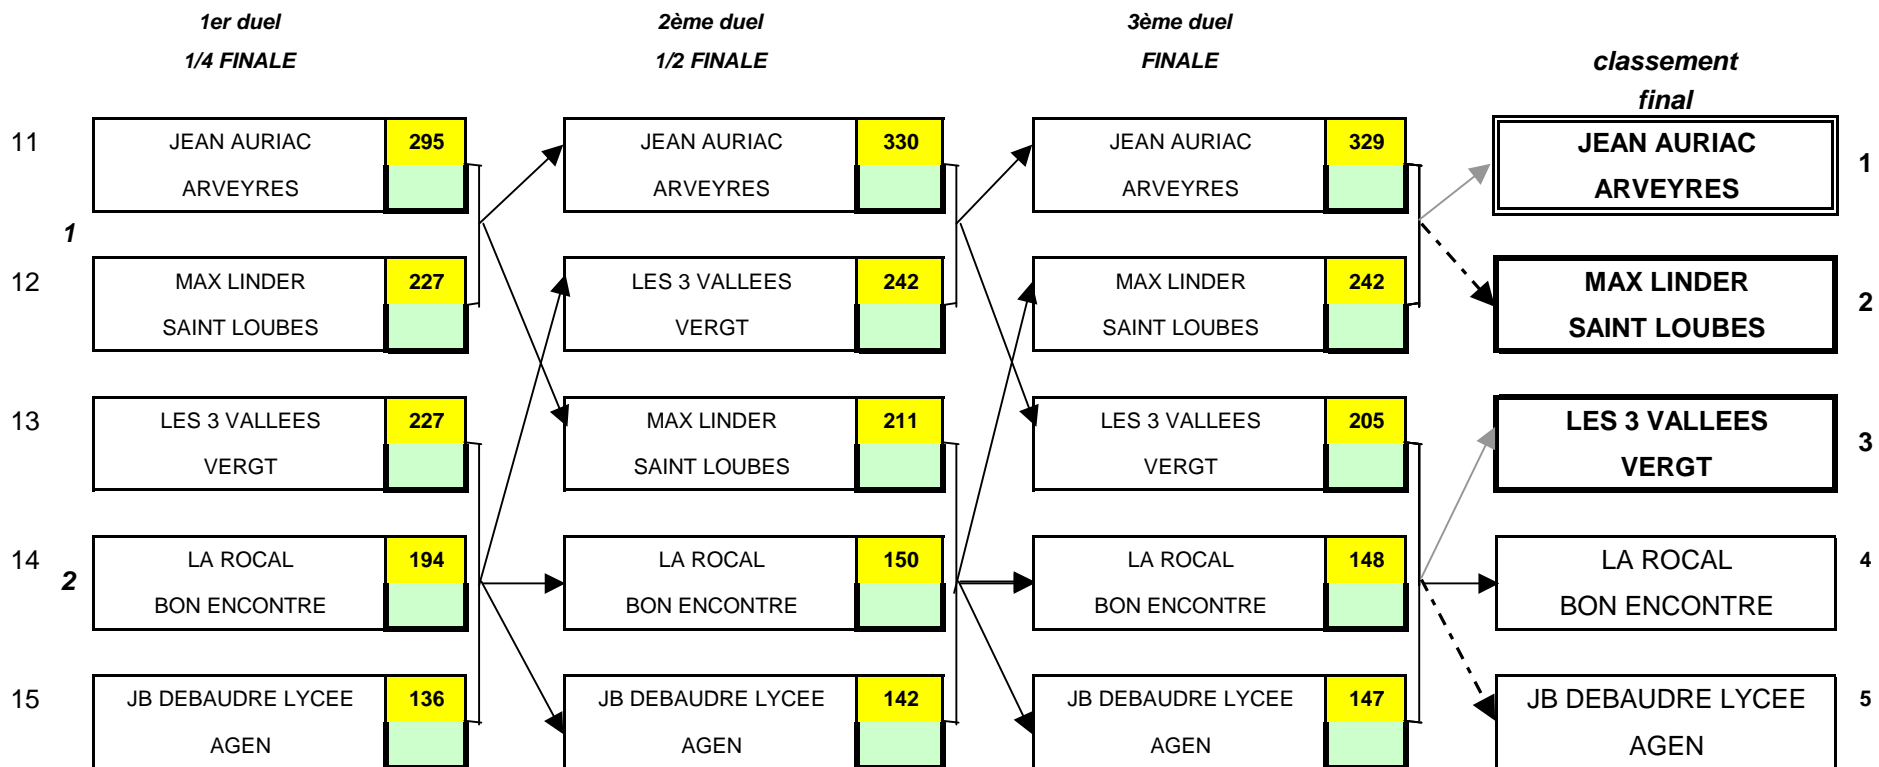 1er duel
2ème duel
3ème duel
1/4 FINALE
1/2 FINALE
FINALE
classement
final
11
JEAN AURIAC
295
JEAN AURIAC
330
JEAN AURIAC
329
JEAN AURIAC
1
ARVEYRES
ARVEYRES
ARVEYRES
ARVEYRES
1
12
MAX LINDER
227
LES 3 VALLEES
242
MAX LINDER
242
MAX LINDER
2
SAINT LOUBES
VERGT
SAINT LOUBES
SAINT LOUBES
13
LES 3 VALLEES
227
MAX LINDER
211
LES 3 VALLEES
205
LES 3 VALLEES
3
VERGT
SAINT LOUBES
VERGT
VERGT
14
LA ROCAL
194
LA ROCAL
150
LA ROCAL
148
LA ROCAL
4
2
BON ENCONTRE
BON ENCONTRE
BON ENCONTRE
BON ENCONTRE
15
JB DEBAUDRE LYCEE
136
JB DEBAUDRE LYCEE
142
JB DEBAUDRE LYCEE
147
JB DEBAUDRE LYCEE
5
AGEN
AGEN
AGEN
AGEN